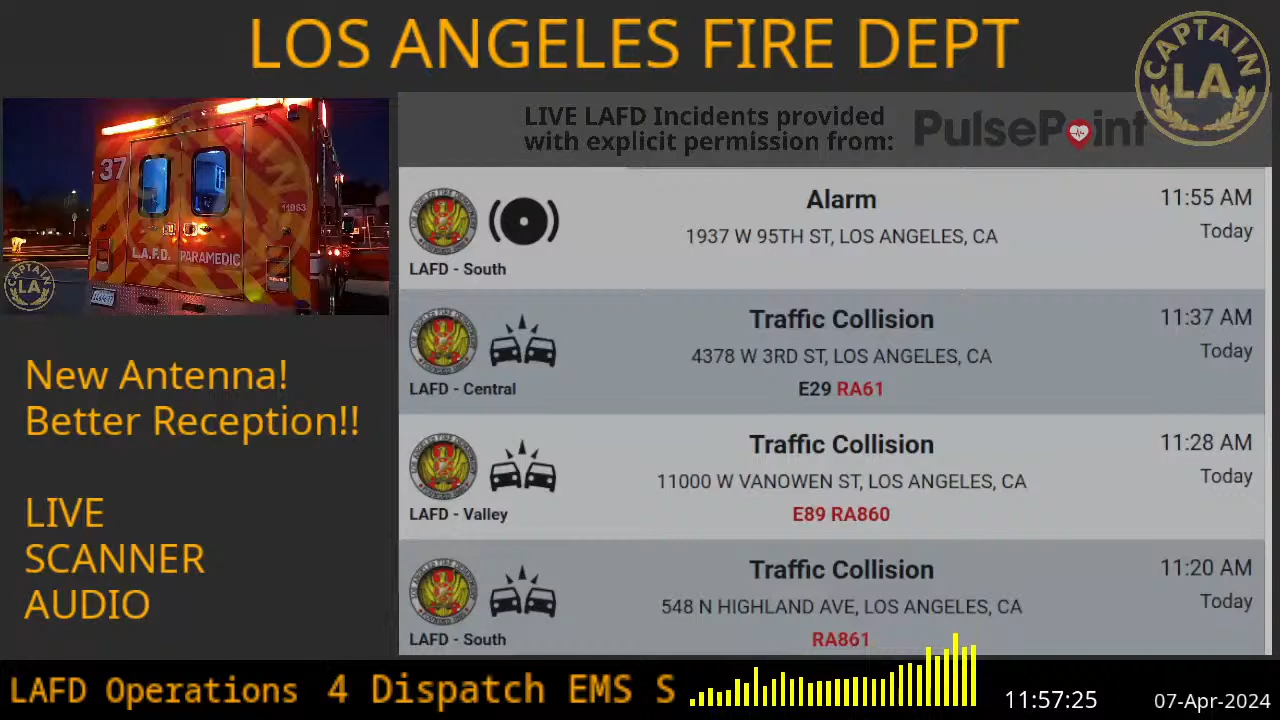 LOS ANGELES FIRE DEPT
CAPTAIN
LA
LIVE LAFD Incidents provided
with explicit permission from:
PulsePoint
37
11953
L.A.F.D. PARAMEDIC
CAPTAIN
LA
Alarm
11:55 AM
1937 W 95TH ST, LOS ANGELES, CA
Today
LAFD - South
Traffic Collision
11:37 AM
4378 W 3RD ST, LOS ANGELES, CA
Today
LAFD - Central
E29 RA61
Traffic Collision
11:28 AM
11000 W VANOWEN ST, LOS ANGELES, CA
Today
LAFD - Valley
E89 RA860
Traffic Collision
11:20 AM
548 N HIGHLAND AVE, LOS ANGELES, CA
Today
LAFD - South
RA861
New Antenna!
Better Reception!!
LIVE
SCANNER
AUDIO
LAFD Operations 4 Dispatch EMS S
11:57:25
07-Apr-2024